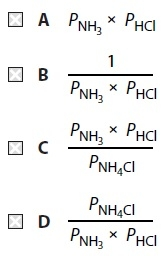 A P_NH₃ × P_HCl
B 1
P_NH₃ × P_HCl
C P_NH₃ × P_HCl
P_NH₄Cl
D P_NH₄Cl
P_NH₃ × P_HCl